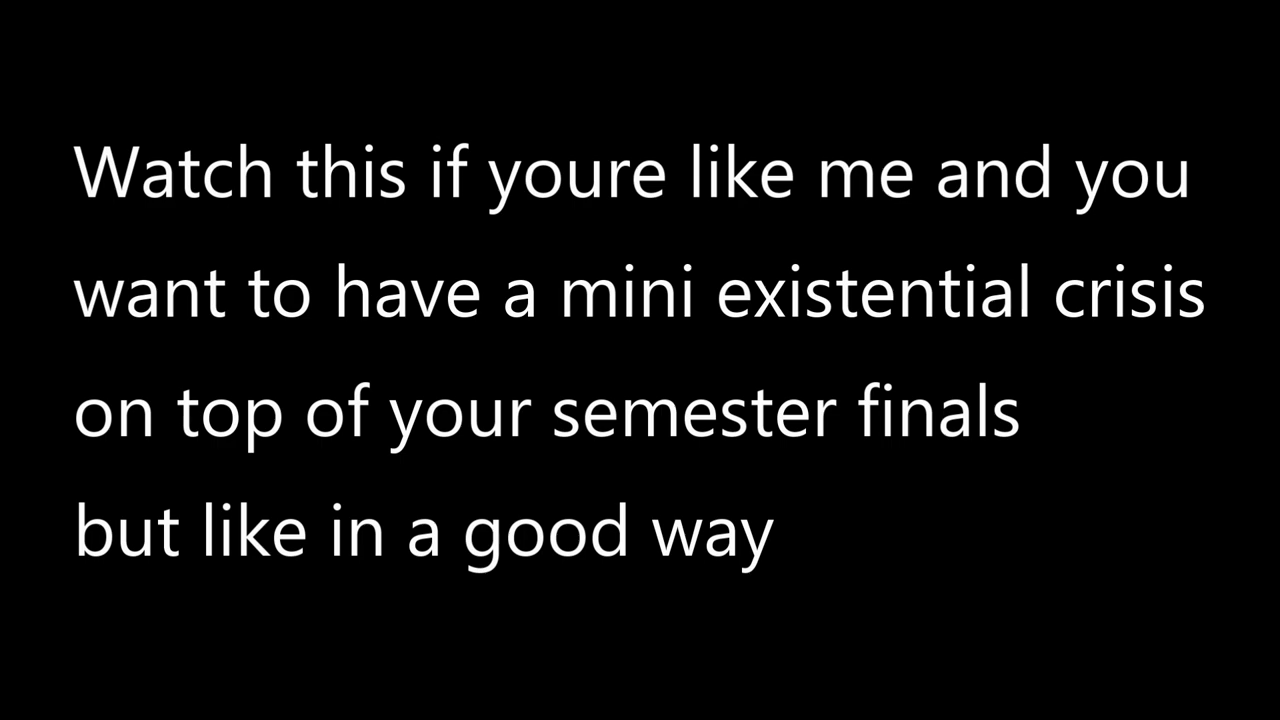 Watch this if youre like me and you
want to have a mini existential crisis
on top of your semester finals
but like in a good way